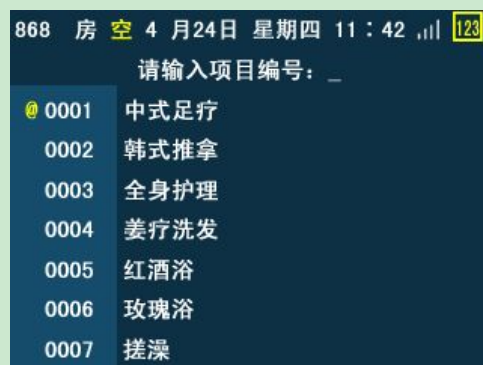 868 房 空 4 月24日 星期四 11：42 123
请输入项目编号：_
@ 0001 中式足疗
0002 韩式推拿
0003 全身护理
0004 姜疗洗发
0005 红酒浴
0006 玫瑰浴
0007 搓澡